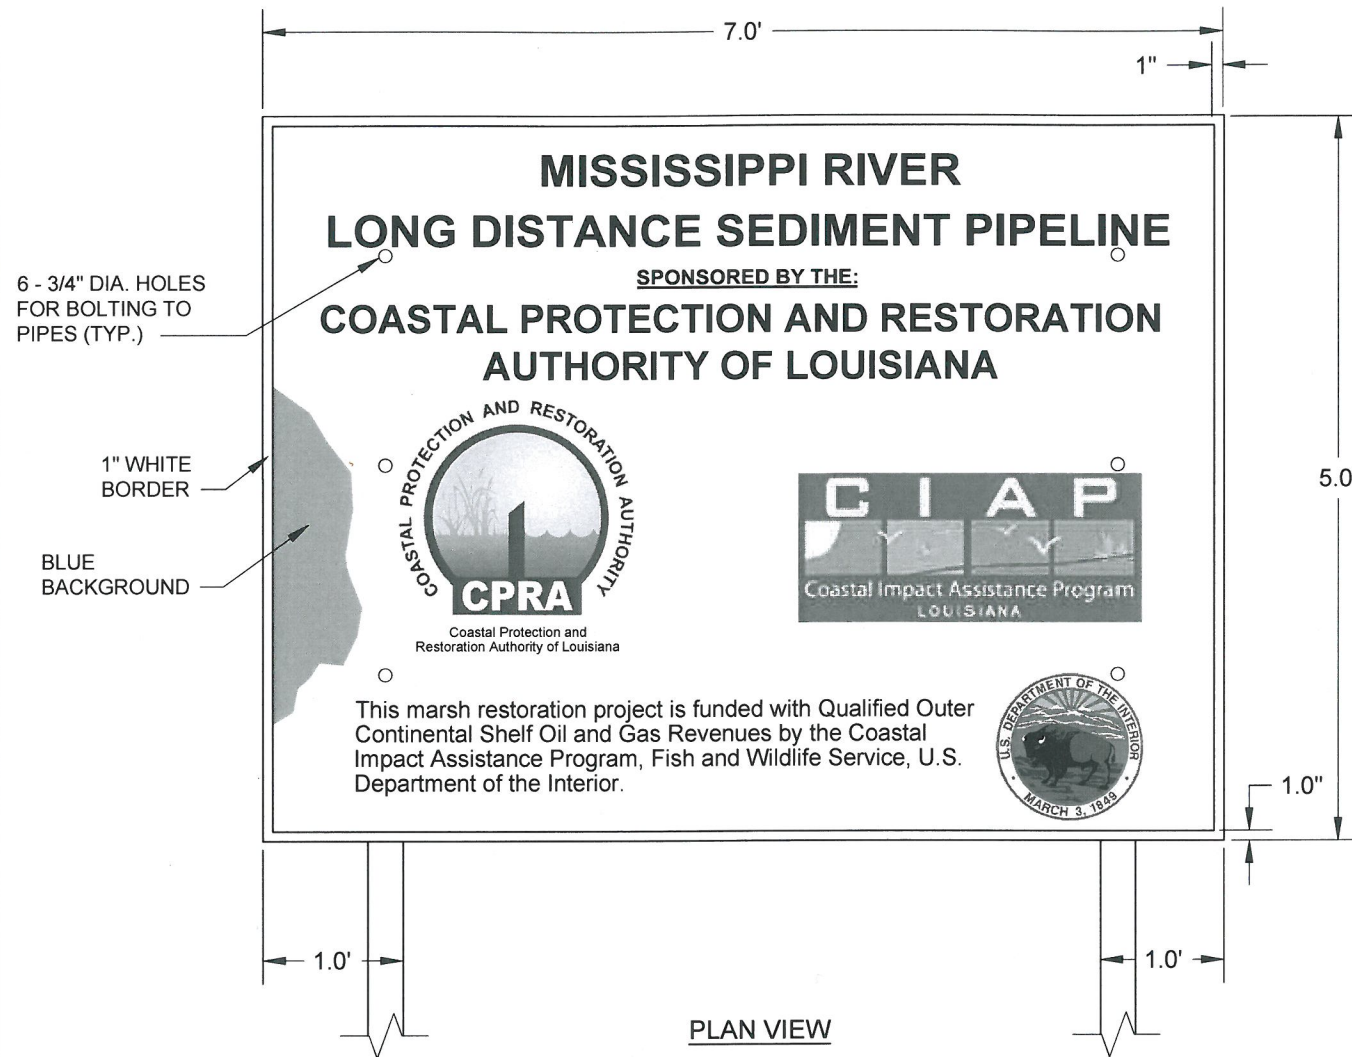 7.0'
1"
MISSISSIPPI RIVER
LONG DISTANCE SEDIMENT PIPELINE
SPONSORED BY THE:
COASTAL PROTECTION AND RESTORATION
AUTHORITY OF LOUISIANA
6 - 3/4" DIA. HOLES
FOR BOLTING TO
PIPES (TYP.)
1" WHITE
BORDER
BLUE
BACKGROUND
COASTAL PROTECTION AND RESTORATION AUTHORITY
CPRA
Coastal Protection and
Restoration Authority of Louisiana
CIAP
Coastal Impact Assistance Program
LOUISIANA
5.0
This marsh restoration project is funded with Qualified Outer
Continental Shelf Oil and Gas Revenues by the Coastal
Impact Assistance Program, Fish and Wildlife Service, U.S.
Department of the Interior.
U.S. DEPARTMENT OF THE INTERIOR
MARCH 3, 1849
1.0"
1.0'
1.0'
PLAN VIEW